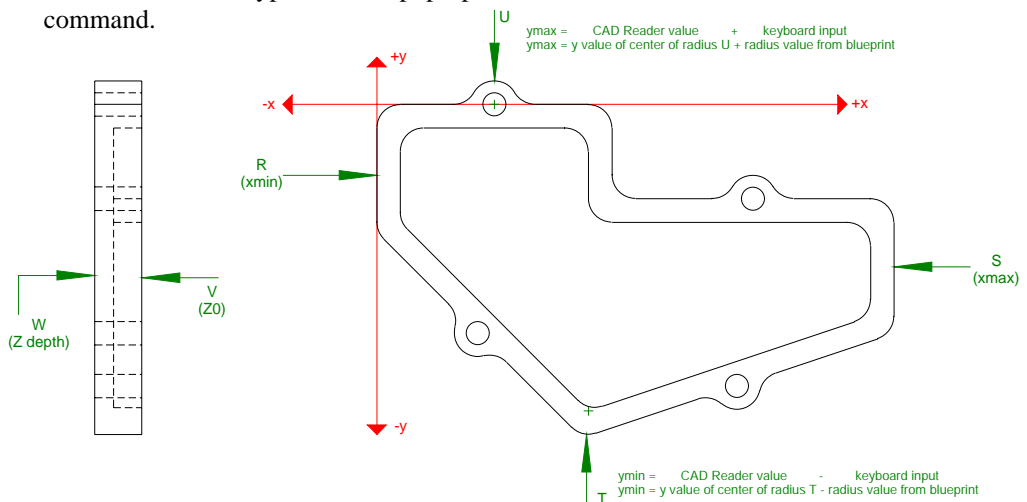 command.
U
ymax = CAD Reader value + keyboard input
ymax = y value of center of radius U + radius value from blueprint
+y
-x
+x
R
(xmin)
S
(xmax)
V
(Z0)
W
(Z depth)
-y
ymin = CAD Reader value - keyboard input
ymin = y value of center of radius T - radius value from blueprint
T